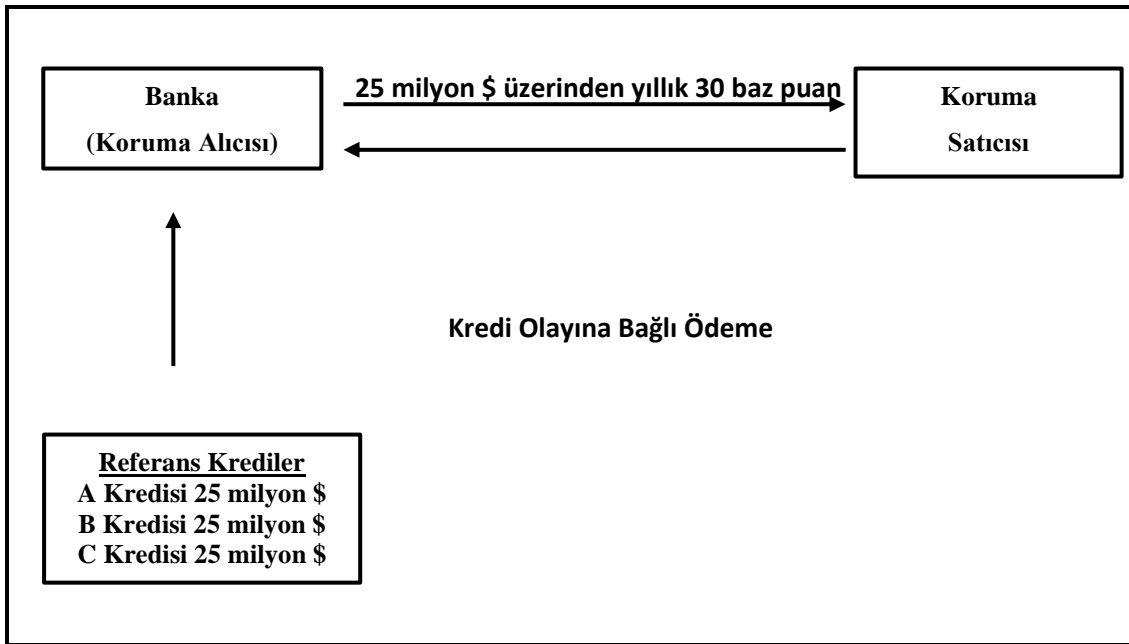 Banka
(Koruma Alıcısı)
25 milyon $ üzerinden yıllık 30 baz puan
Koruma
Satıcısı
Kredi Olayına Bağlı Ödeme
Referans Krediler
A Kredisi 25 milyon $
B Kredisi 25 milyon $
C Kredisi 25 milyon $